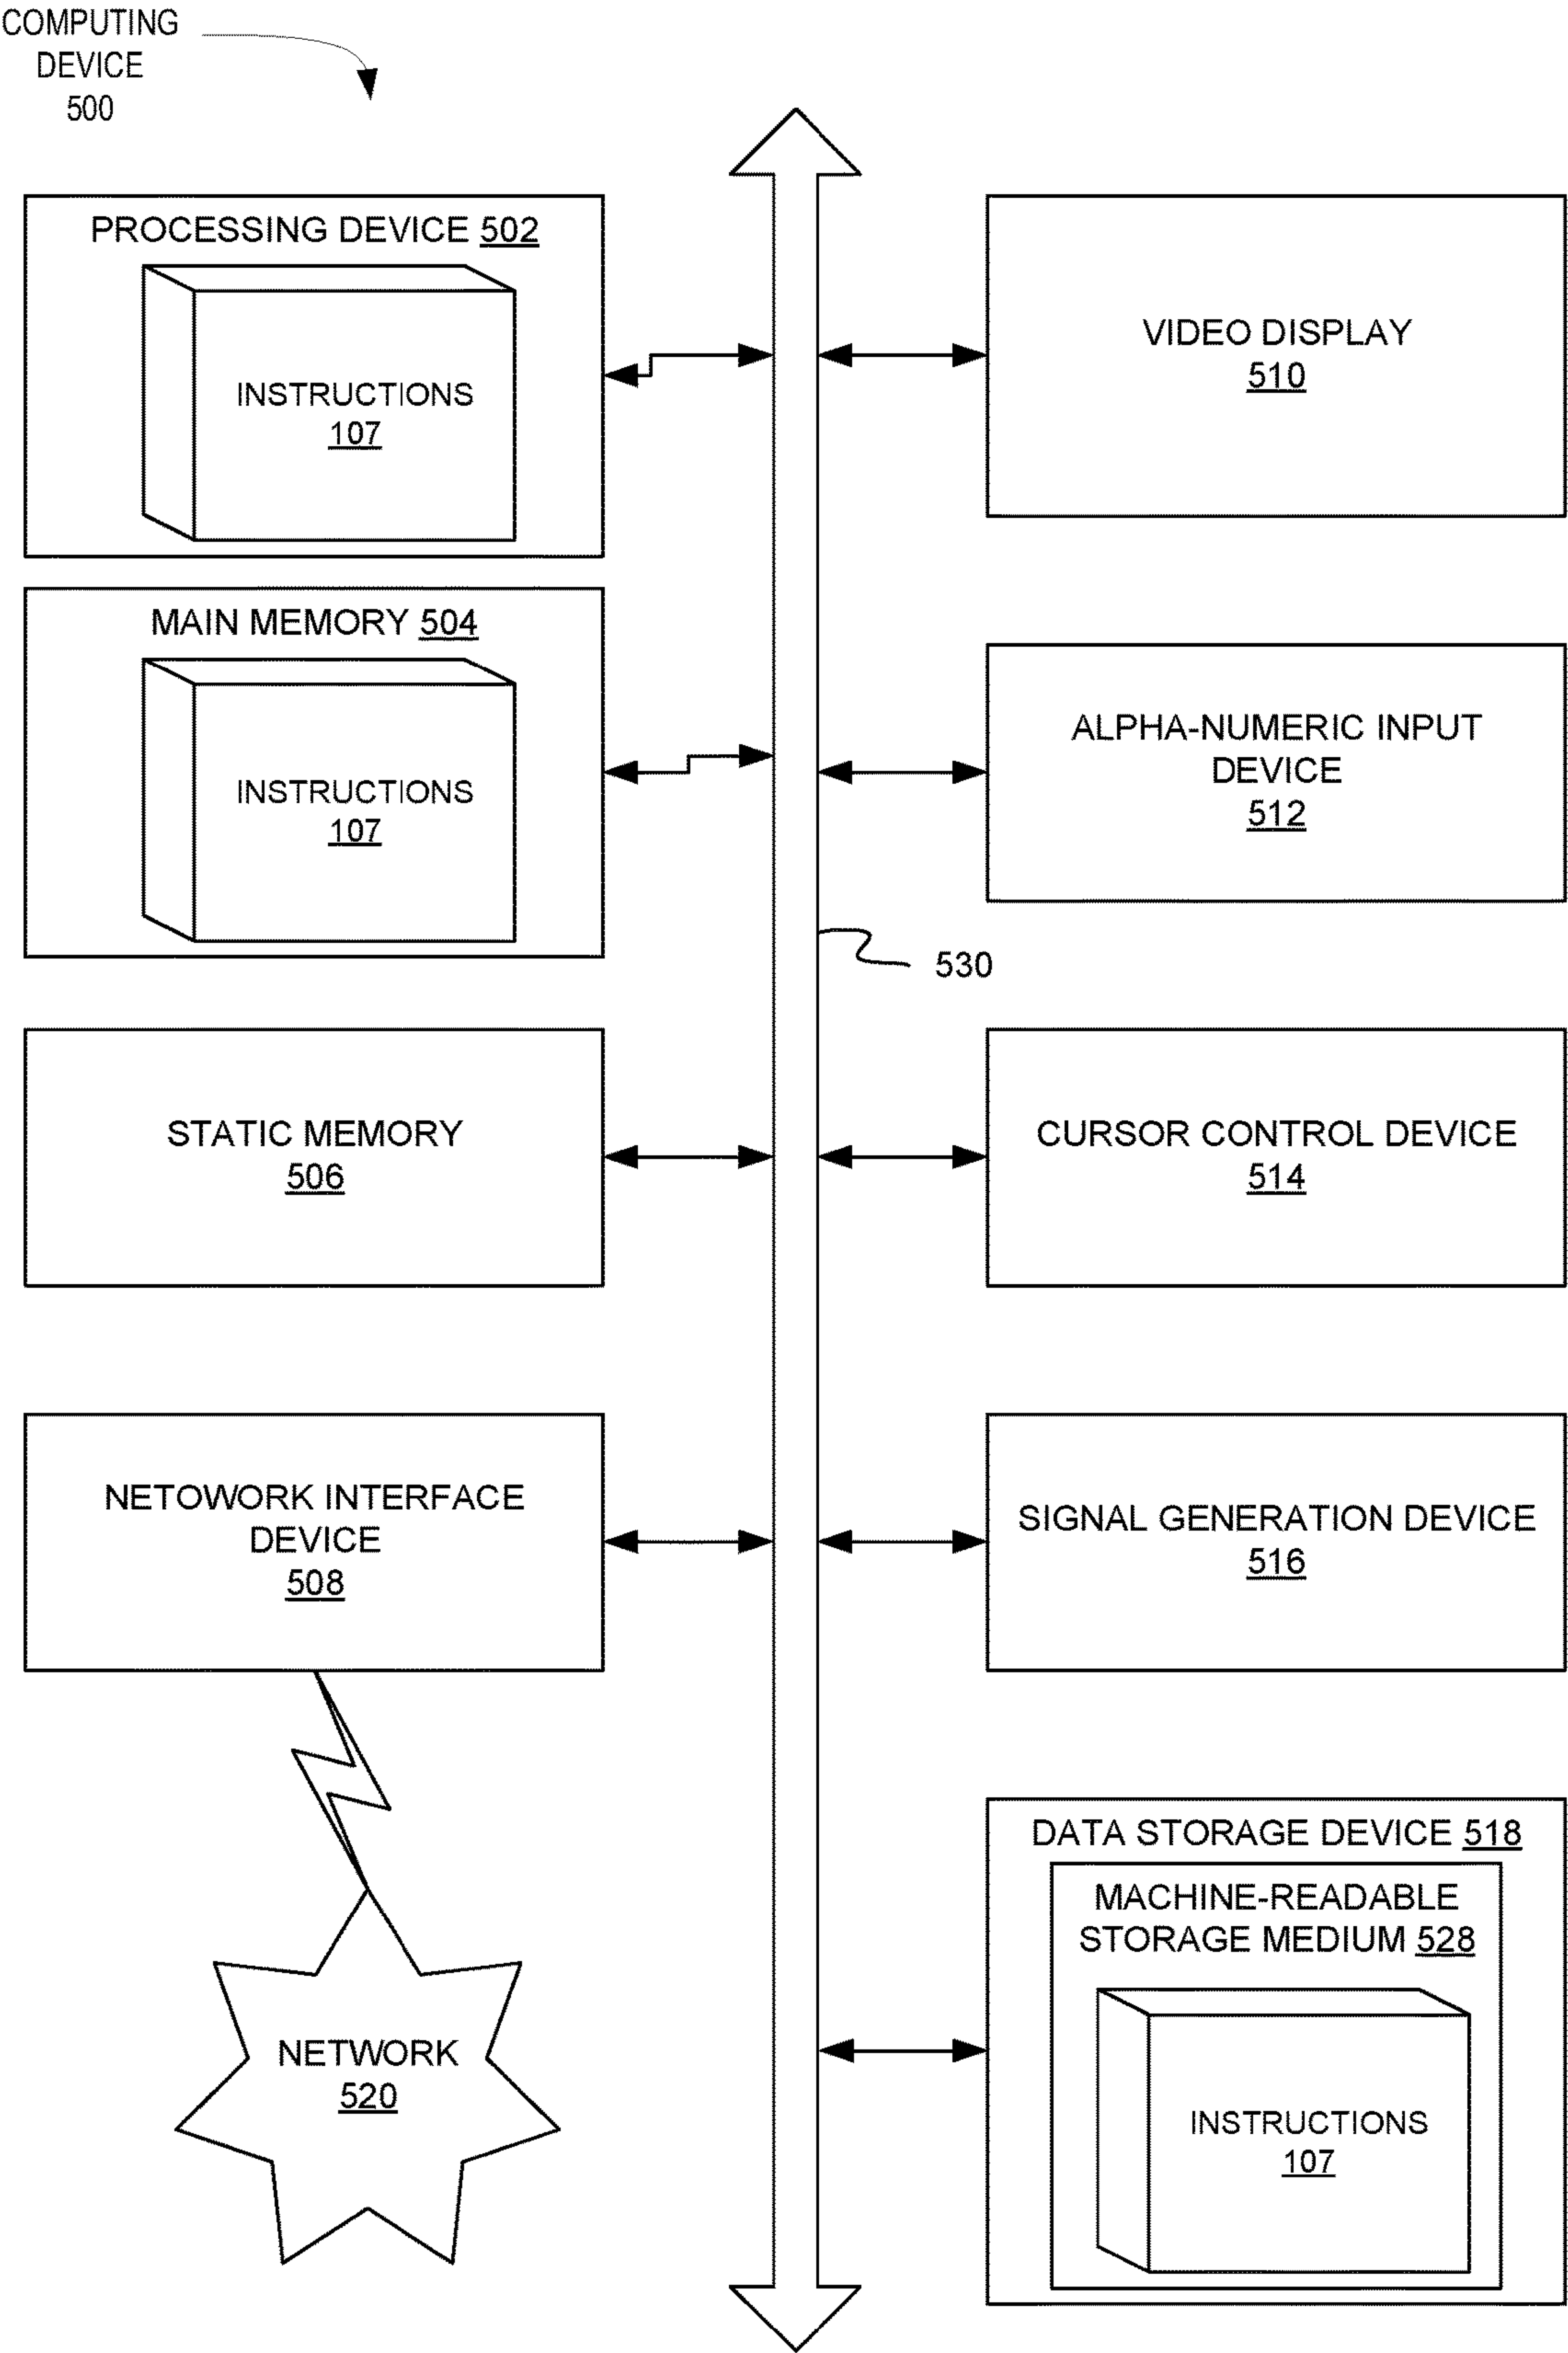 COMPUTING
DEVICE
500
PROCESSING DEVICE 502
INSTRUCTIONS
107
MAIN MEMORY 504
INSTRUCTIONS
107
STATIC MEMORY
506
NETOWORK INTERFACE
DEVICE
508
NETWORK
520
VIDEO DISPLAY
510
ALPHA-NUMERIC INPUT
DEVICE
512
530
CURSOR CONTROL DEVICE
514
SIGNAL GENERATION DEVICE
516
DATA STORAGE DEVICE 518
MACHINE-READABLE
STORAGE MEDIUM 528
INSTRUCTIONS
107